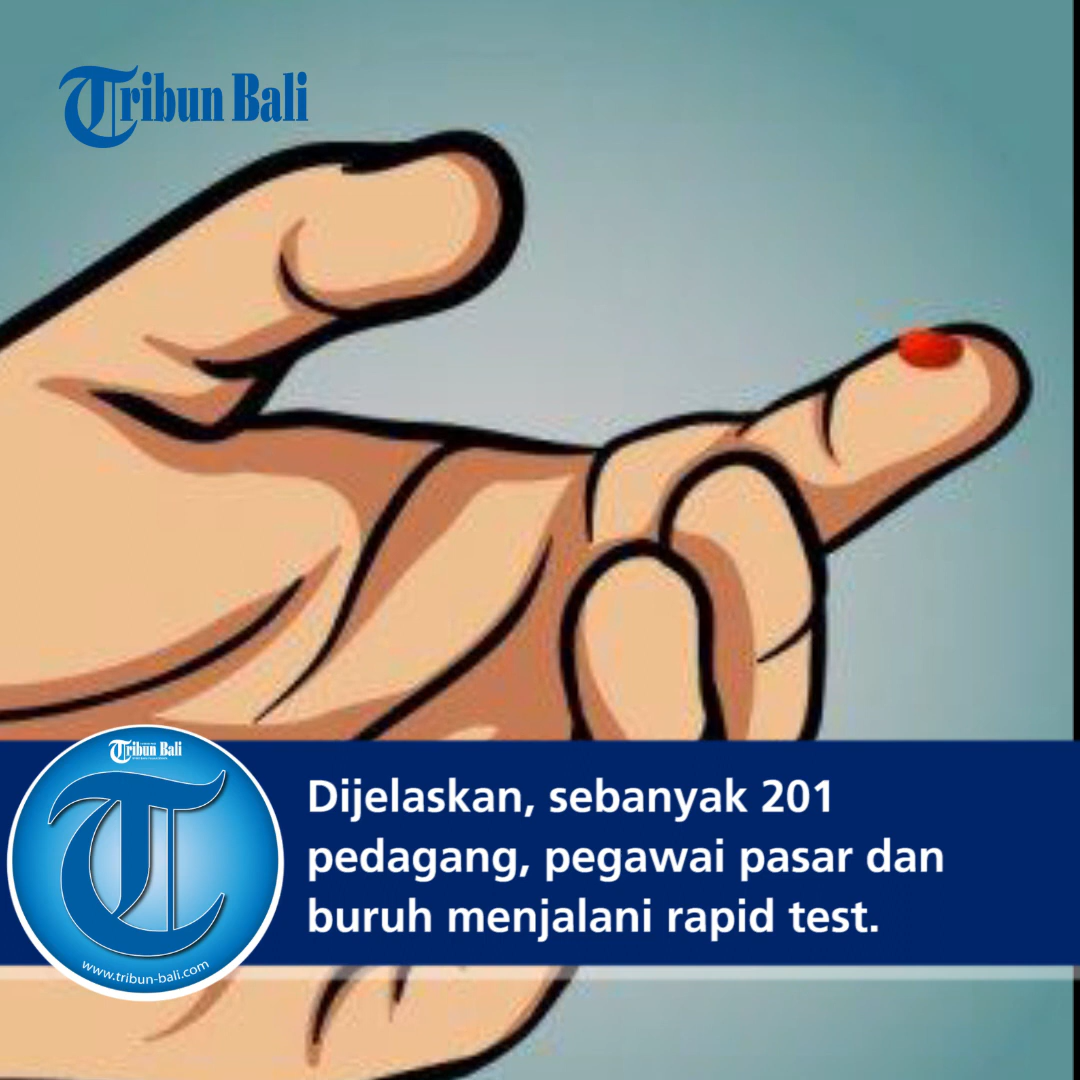 Tribun Bali
Tribun Bali
T
www.tribun-bali.com
Dijelaskan, sebanyak 201
pedagang, pegawai pasar dan
buruh menjalani rapid test.